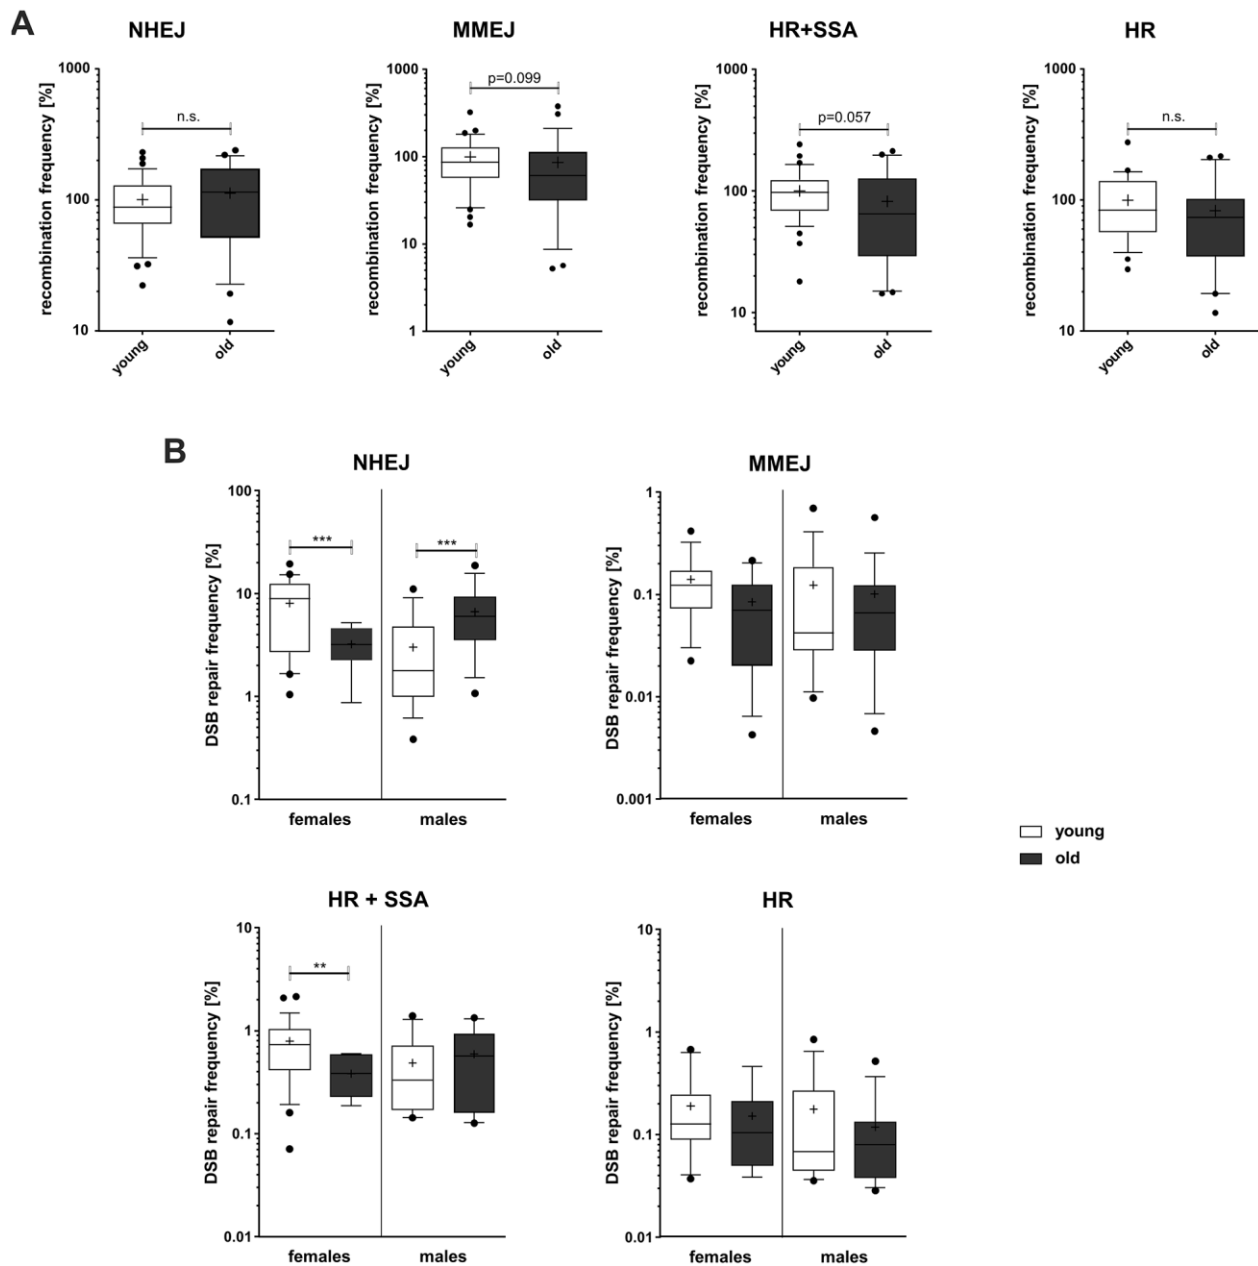 A
NHEJ
MMEJ
HR+SSA
HR
recombination frequency [%]
1000
100
10
n.s.
young
old
recombination frequency [%]
1000
100
10
1
p=0.099
young
old
recombination frequency [%]
1000
100
10
p=0.057
young
old
recombination frequency [%]
1000
100
10
n.s.
young
old
B
NHEJ
DSB repair frequency [%]
100
10
1
0.1
***
***
females
males
MMEJ
DSB repair frequency [%]
1
0.1
0.01
0.001
females
males
young
old
HR + SSA
DSB repair frequency [%]
10
1
0.1
0.01
**
females
males
HR
DSB repair frequency [%]
10
1
0.1
0.01
females
males